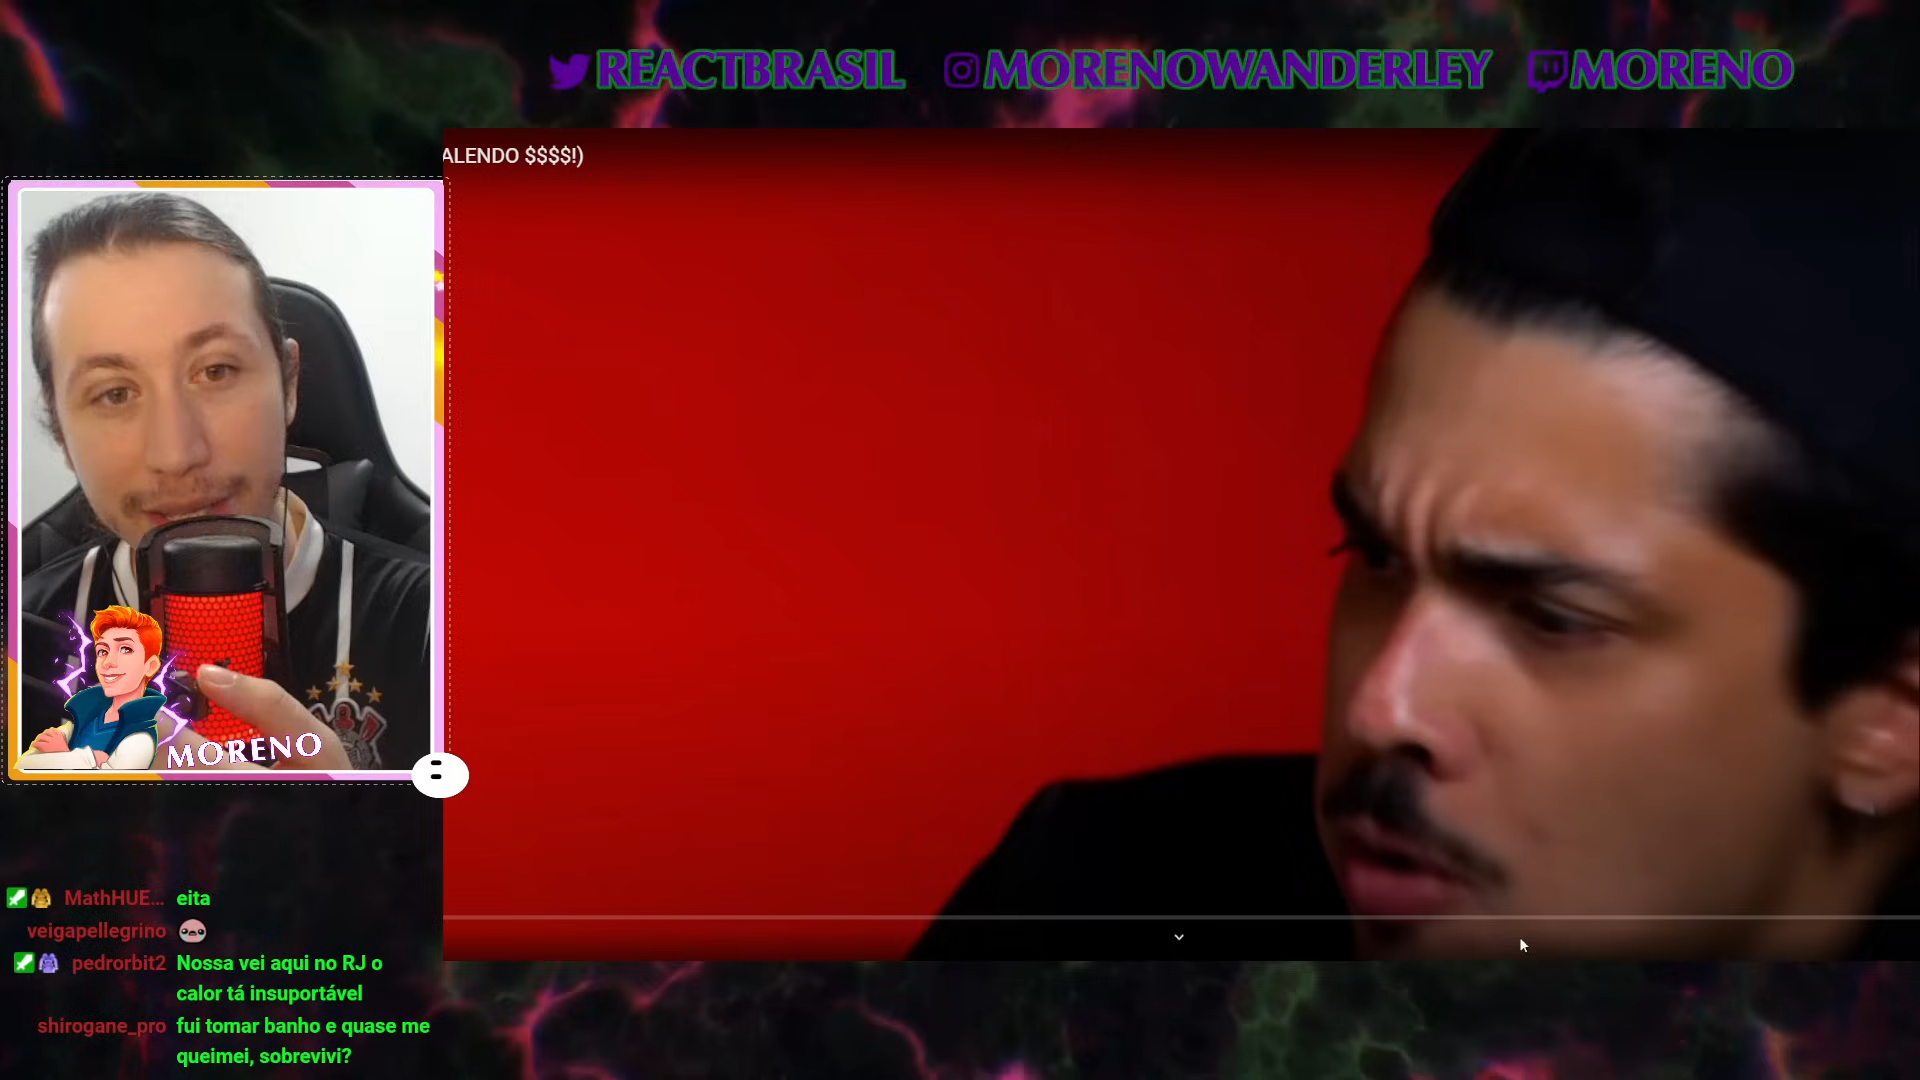 REACTBRASIL MORENOWANDERLEY MORENO
ALENDO $$$$!)
MORENO
MathHUE... eita
veigapellegrino
pedrorbit2 Nossa vei aqui no RJ o
calor tá insuportável
shirogane_pro fui tomar banho e quase me
queimei, sobrevivi?